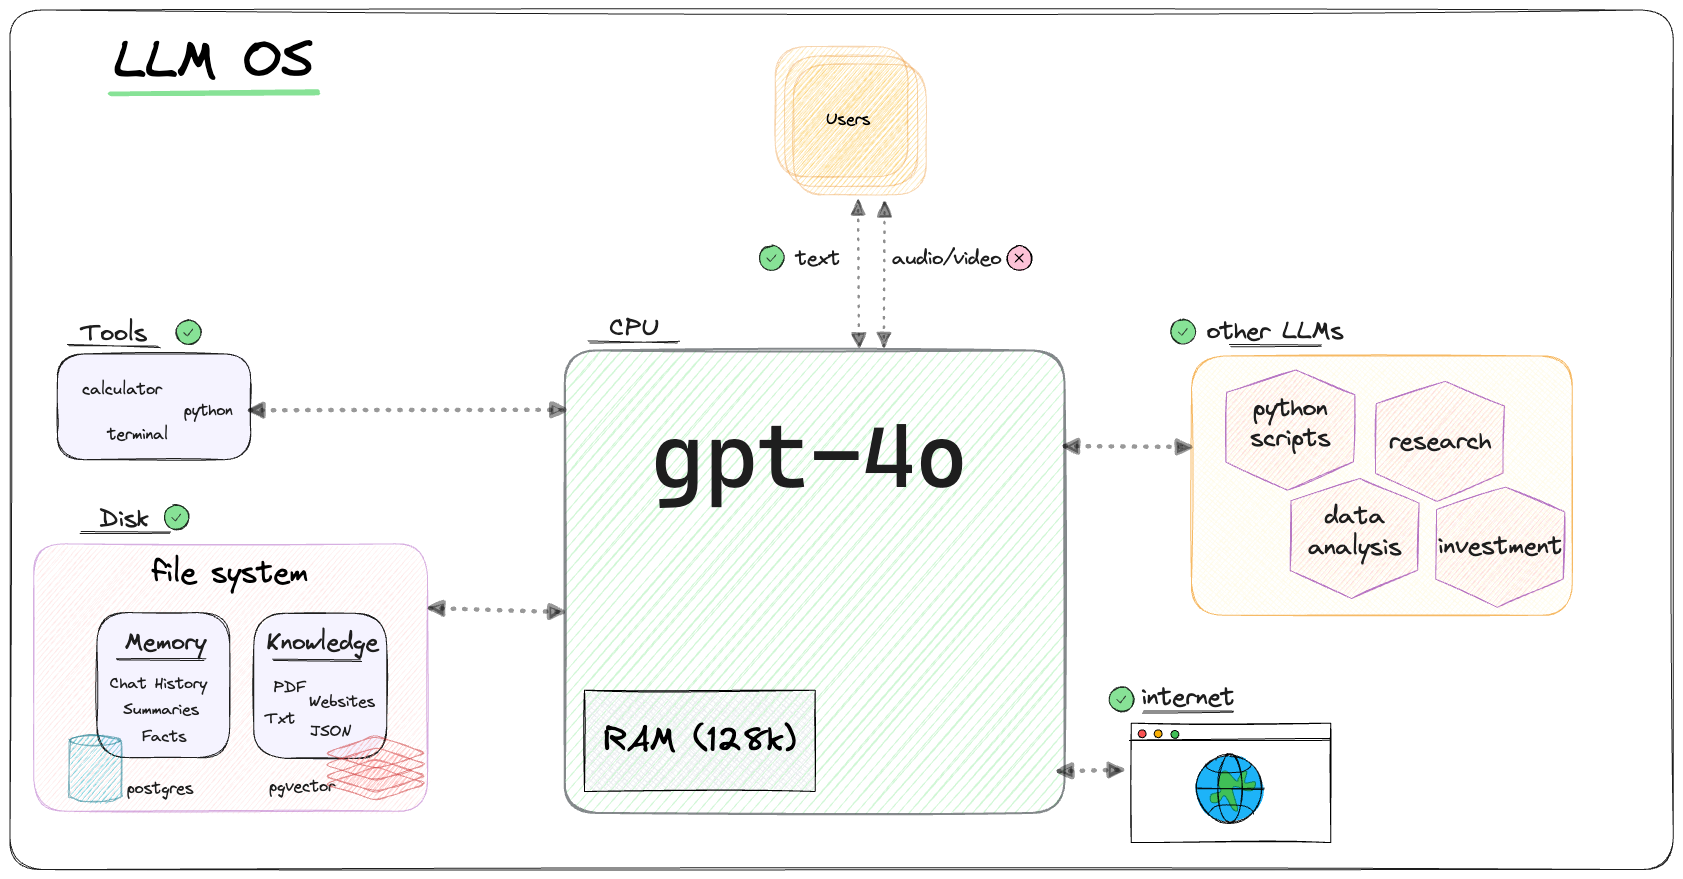 LLM OS
Users
text
audio/video
Tools
calculator
python
terminal
CPU
gpt-4o
RAM (128k)
other LLMs
python
scripts
research
data
analysis
investment
Disk
file system
Memory
Chat History
Summaries
Facts
postgres
Knowledge
PDF
Websites
Txt
JSON
pgvector
internet